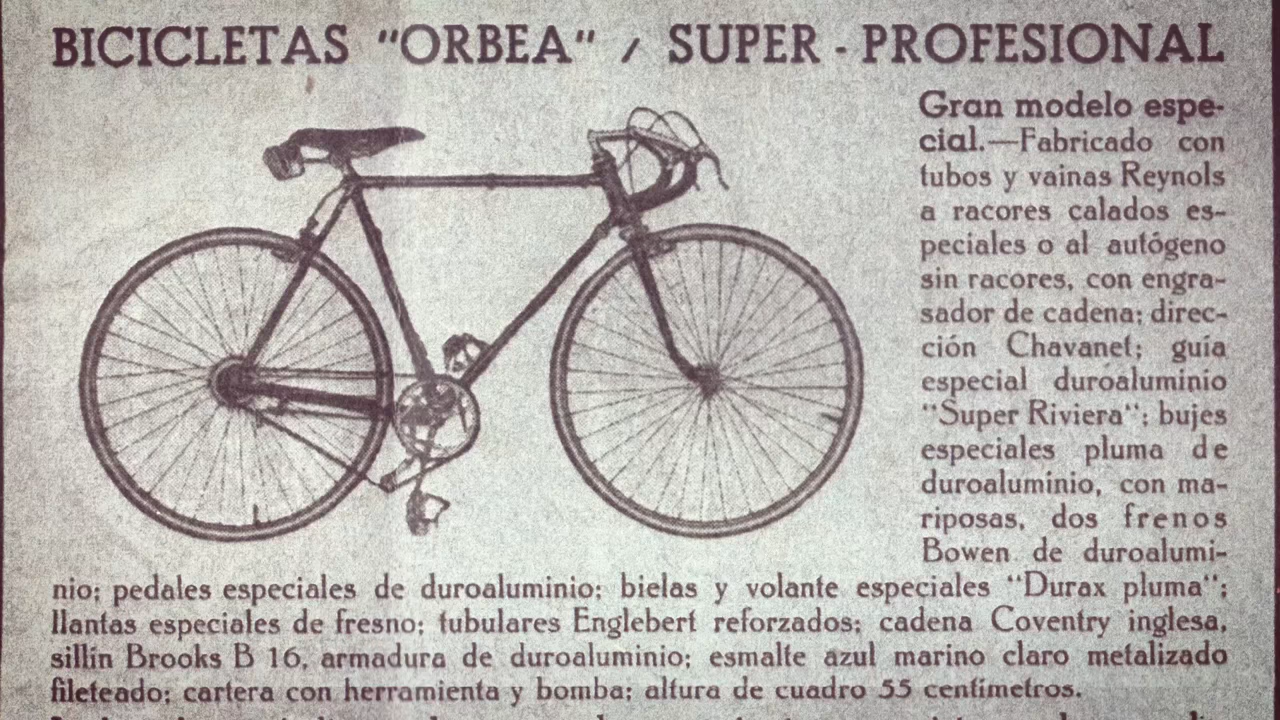 BICICLETAS "ORBEA" / SUPER - PROFESIONAL
Gran modelo espe-
cial.—Fabricado con
tubos y vainas Reynols
a racores calados es-
peciales o al autógeno
sin racores, con engra-
sador de cadena; direc-
ción Chavanet; guía
especial duroaluminio
"Super Riviera"; bujes
especiales pluma de
duroaluminio, con ma-
riposas, dos frenos
Bowen de duroalumi-
nio; pedales especiales de duroaluminio; bielas y volante especiales "Durax pluma";
llantas especiales de fresno; tubulares Englebert reforzados; cadena Coventry inglesa,
sillín Brooks B 16, armadura de duroaluminio; esmalte azul marino claro metalizado
fileteado; cartera con herramienta y bomba; altura de cuadro 55 centímetros.